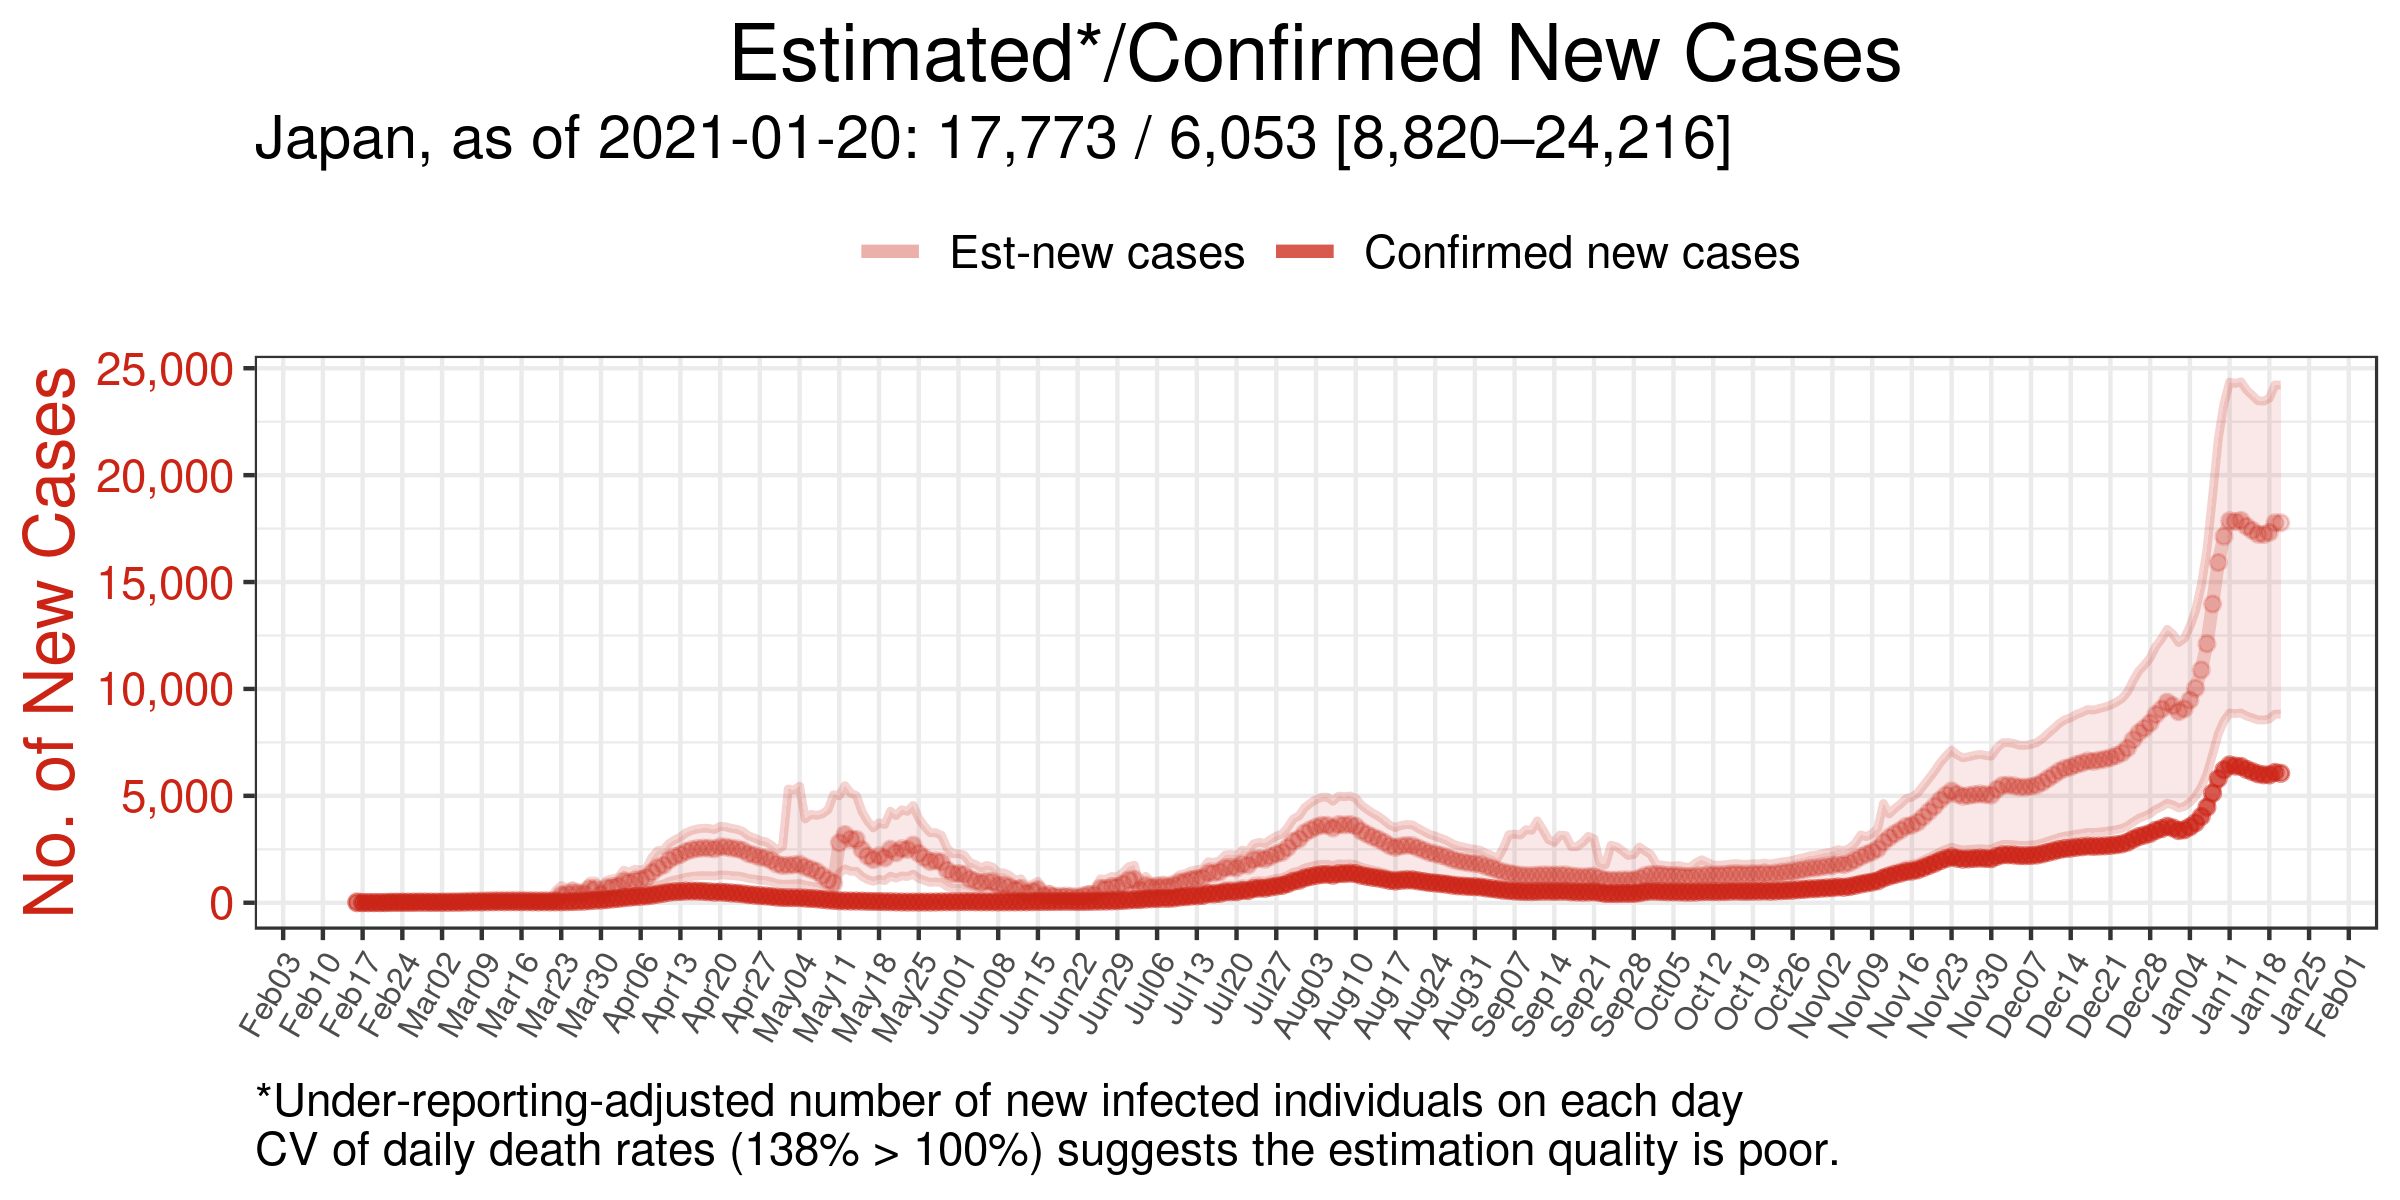 Estimated*/Confirmed New Cases
Japan, as of 2021-01-20: 17,773 / 6,053 [8,820–24,216]
Est-new cases
Confirmed new cases
No. of New Cases
25,000
20,000
15,000
10,000
5,000
0
Feb03
Feb10
Feb17
Feb24
Mar02
Mar09
Mar16
Mar23
Mar30
Apr06
Apr13
Apr20
Apr27
May04
May11
May18
May25
Jun01
Jun08
Jun15
Jun22
Jun29
Jul06
Jul13
Jul20
Jul27
Aug03
Aug10
Aug17
Aug24
Aug31
Sep07
Sep14
Sep21
Sep28
Oct05
Oct12
Oct19
Oct26
Nov02
Nov09
Nov16
Nov23
Nov30
Dec07
Dec14
Dec21
Dec28
Jan04
Jan11
Jan18
Jan25
Feb01
*Under-reporting-adjusted number of new infected individuals on each day
CV of daily death rates (138% > 100%) suggests the estimation quality is poor.